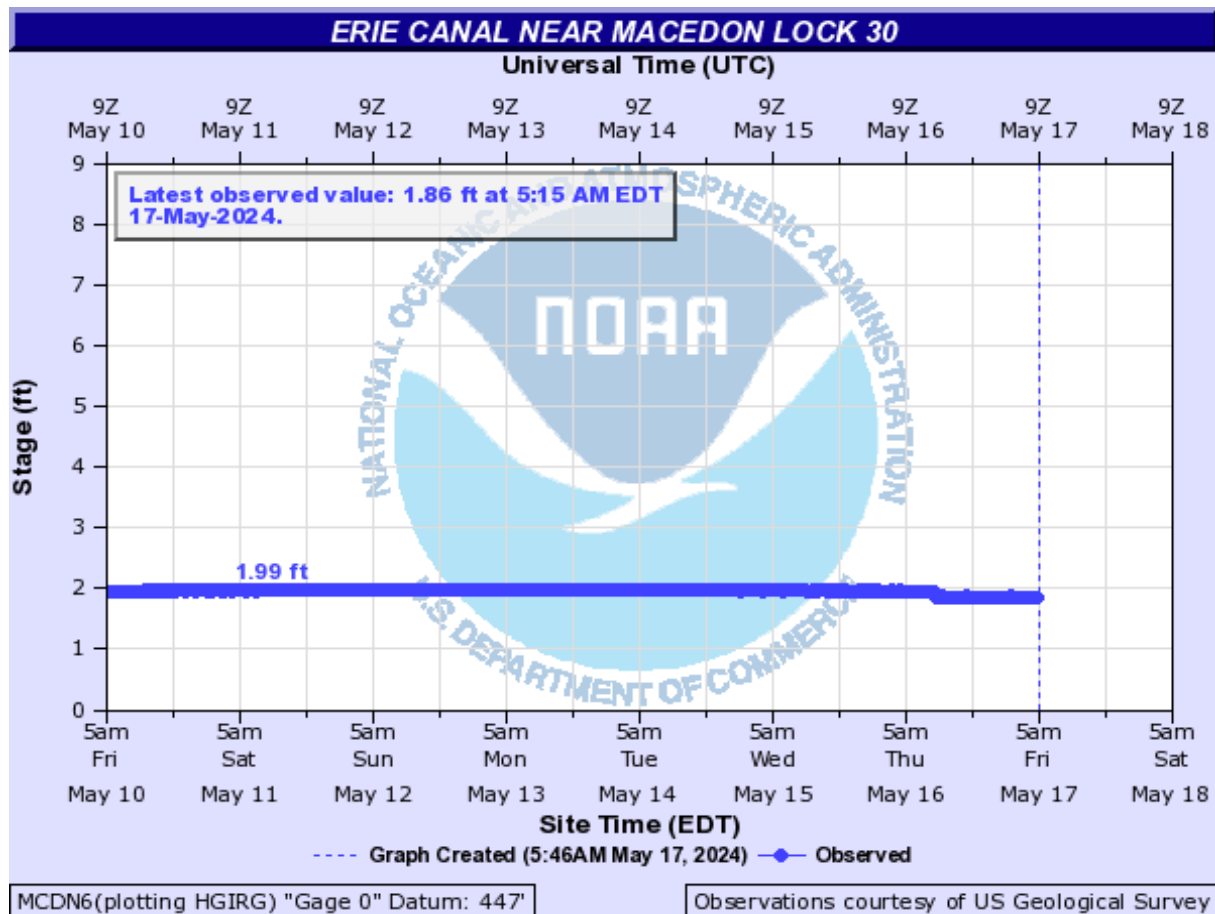 ERIE CANAL NEAR MACEDON LOCK 30
Universal Time (UTC)
9Z 9Z 9Z 9Z 9Z 9Z 9Z 9Z 9Z
May 10 May 11 May 12 May 13 May 14 May 15 May 16 May 17 May 18
Latest observed value: 1.86 ft at 5:15 AM EDT
17-May-2024.
NATIONAL OCEANIC AND ATMOSPHERIC ADMINISTRATION
NOAA
U.S. DEPARTMENT OF COMMERCE
Stage (ft)
9
8
7
6
5
4
3
2
1
0
1.99 ft
5am 5am 5am 5am 5am 5am 5am 5am 5am
Fri Sat Sun Mon Tue Wed Thu Fri Sat
May 10 May 11 May 12 May 13 May 14 May 15 May 16 May 17 May 18
Site Time (EDT)
Graph Created (5:46AM May 17, 2024) Observed
MCDN6(plotting HGIRG) "Gage 0" Datum: 447'
Observations courtesy of US Geological Survey